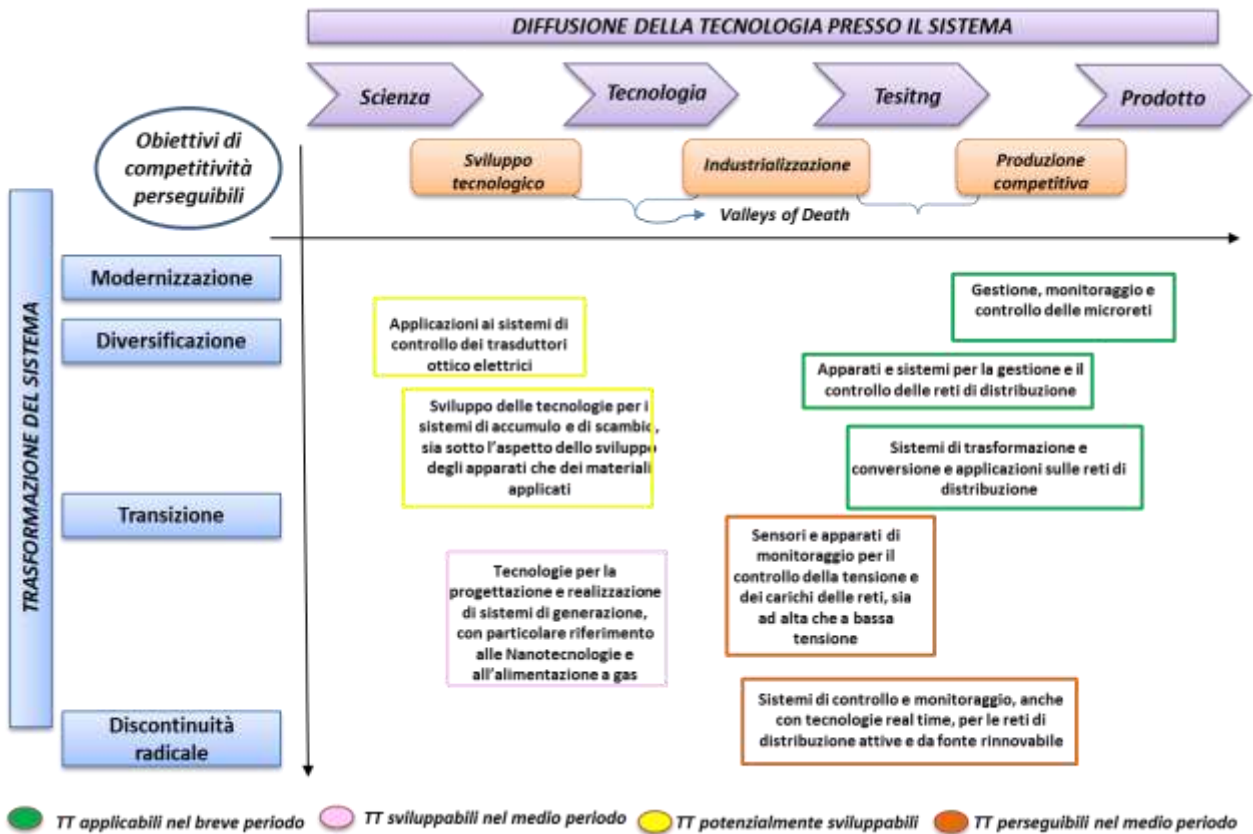 DIFFUSIONE DELLA TECNOLOGIA PRESSO IL SISTEMA
Scienza
Tecnologia
Tesitng
Prodotto
Obiettivi di
competitività
perseguibili
Sviluppo
tecnologico
Industrializzazione
Produzione
competitiva
Valleys of Death
TRASFORMAZIONE DEL SISTEMA
Modernizzazione
Diversificazione
Transizione
Discontinuità
radicale
Gestione, monitoraggio e
controllo delle microreti
Applicazioni ai sistemi di
controllo dei trasduttori
ottico elettrici
Apparati e sistemi per la gestione e il
controllo delle reti di distribuzione
Sviluppo delle tecnologie per i
sistemi di accumulo e di scambio,
sia sotto l'aspetto dello sviluppo
degli apparati che dei materiali
applicati
Sistemi di trasformazione e
conversione e applicazioni sulle reti di
distribuzione
Sensori e apparati di
monitoraggio per il
controllo della tensione e
dei carichi delle reti, sia
ad alta che a bassa
tensione
Tecnologie per la
progettazione e realizzazione
di sistemi di generazione,
con particolare riferimento
alle Nanotecnologie e
all'alimentazione a gas
Sistemi di controllo e monitoraggio, anche
con tecnologie real time, per le reti di
distribuzione attive e da fonte rinnovabile
TT applicabili nel breve periodo
TT sviluppabili nel medio periodo
TT potenzialmente sviluppabili
TT perseguibili nel medio periodo